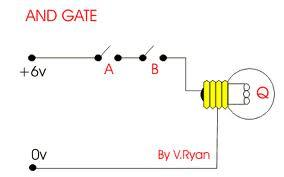 AND GATE
A B
+6v
Q
0v
By V.Ryan